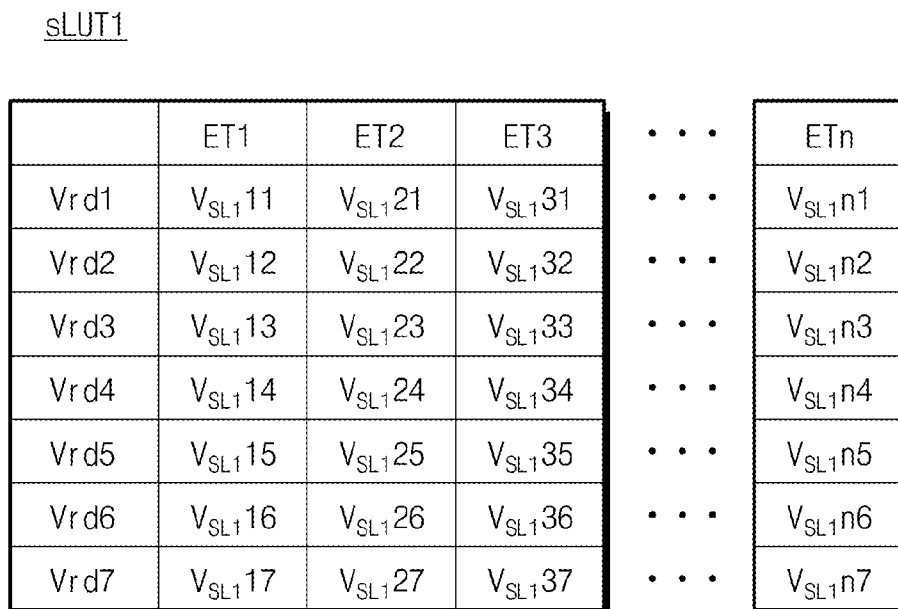 sLUT1
ET1 ET2 ET3 • • • ETn
Vrd1 V_SL1 11 V_SL1 21 V_SL1 31 • • • V_SL1 n1
Vrd2 V_SL1 12 V_SL1 22 V_SL1 32 • • • V_SL1 n2
Vrd3 V_SL1 13 V_SL1 23 V_SL1 33 • • • V_SL1 n3
Vrd4 V_SL1 14 V_SL1 24 V_SL1 34 • • • V_SL1 n4
Vrd5 V_SL1 15 V_SL1 25 V_SL1 35 • • • V_SL1 n5
Vrd6 V_SL1 16 V_SL1 26 V_SL1 36 • • • V_SL1 n6
Vrd7 V_SL1 17 V_SL1 27 V_SL1 37 • • • V_SL1 n7